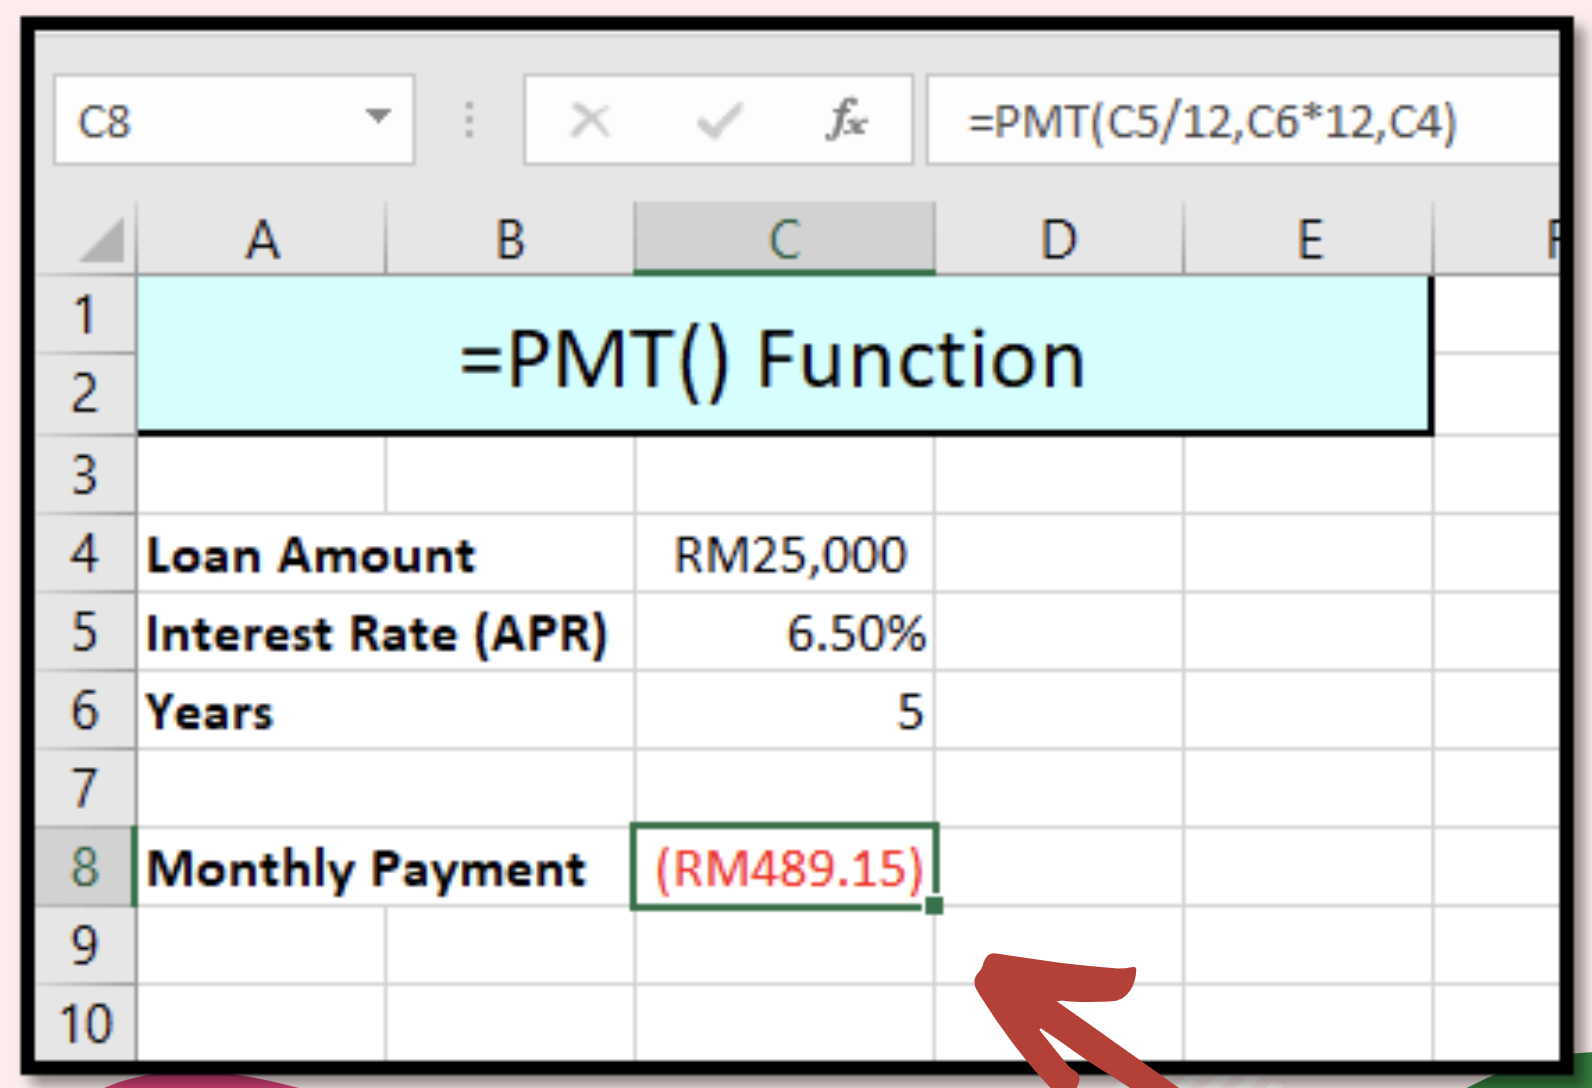 C8 fx =PMT(C5/12,C6*12,C4)
A B C D E
1
=PMT() Function
2
3
4 Loan Amount RM25,000
5 Interest Rate (APR) 6.50%
6 Years 5
7
8 Monthly Payment (RM489.15)
9
10